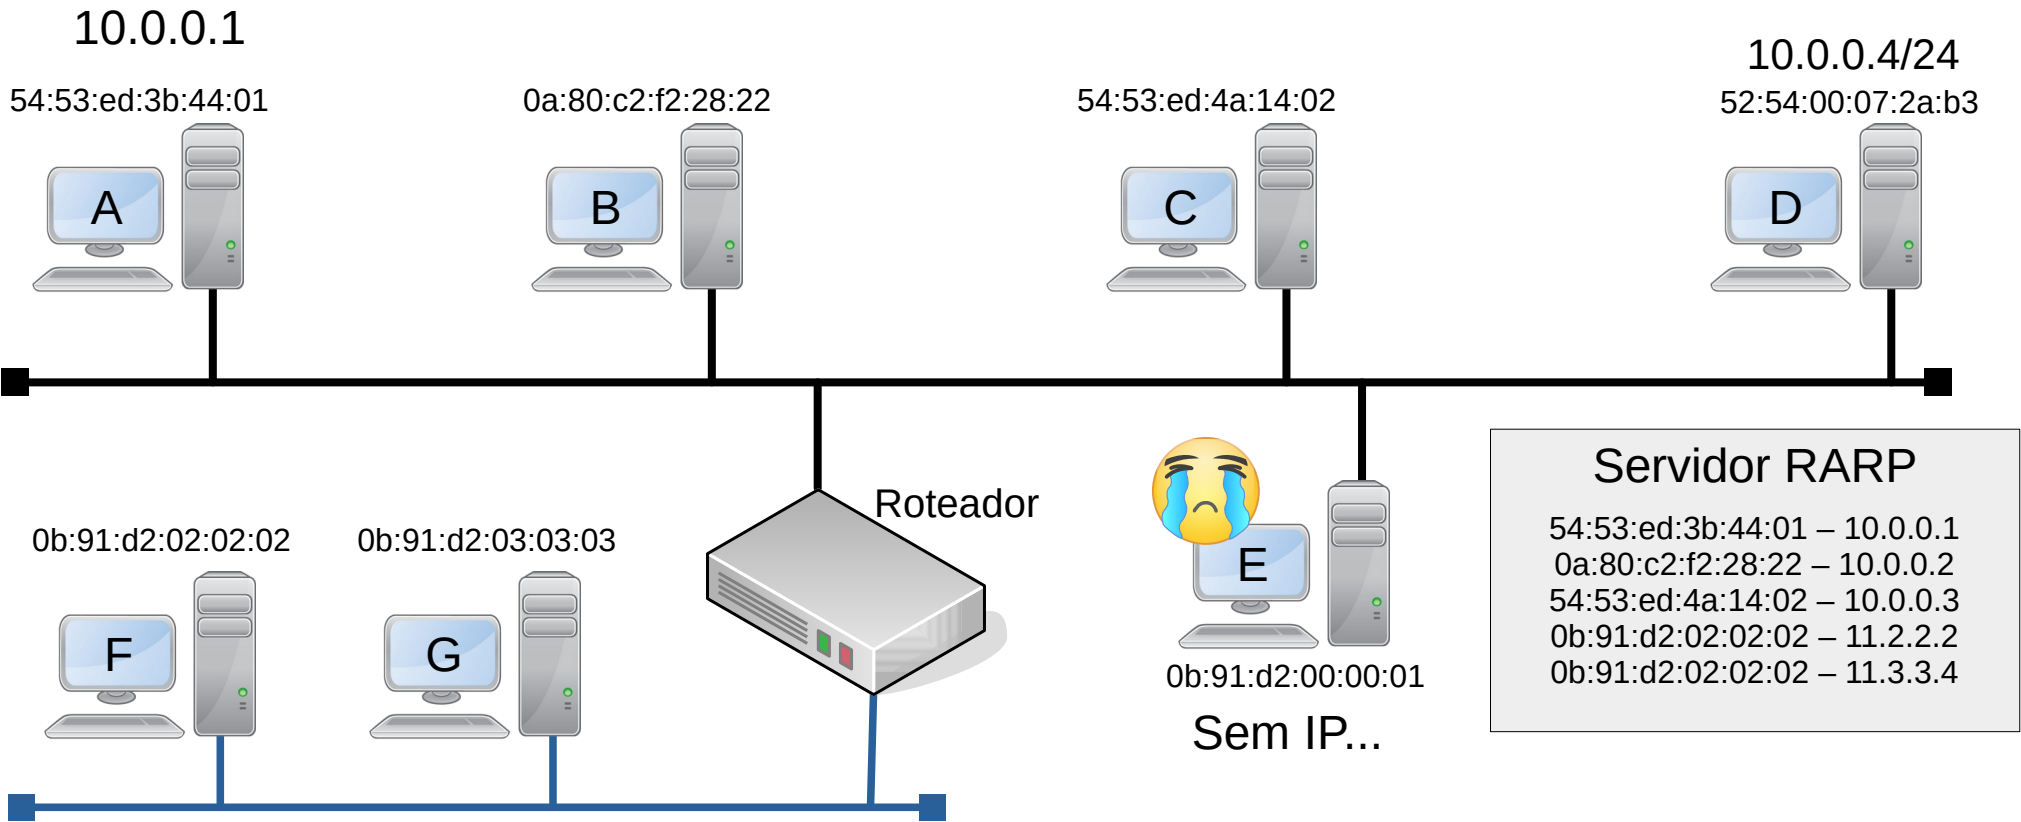 10.0.0.1
54:53:ed:3b:44:01
A
0a:80:c2:f2:28:22
B
54:53:ed:4a:14:02
C
10.0.0.4/24
52:54:00:07:2a:b3
D
0b:91:d2:02:02:02
F
0b:91:d2:03:03:03
G
Roteador
E
0b:91:d2:00:00:01
Sem IP...
Servidor RARP
54:53:ed:3b:44:01 – 10.0.0.1
0a:80:c2:f2:28:22 – 10.0.0.2
54:53:ed:4a:14:02 – 10.0.0.3
0b:91:d2:02:02:02 – 11.2.2.2
0b:91:d2:02:02:02 – 11.3.3.4